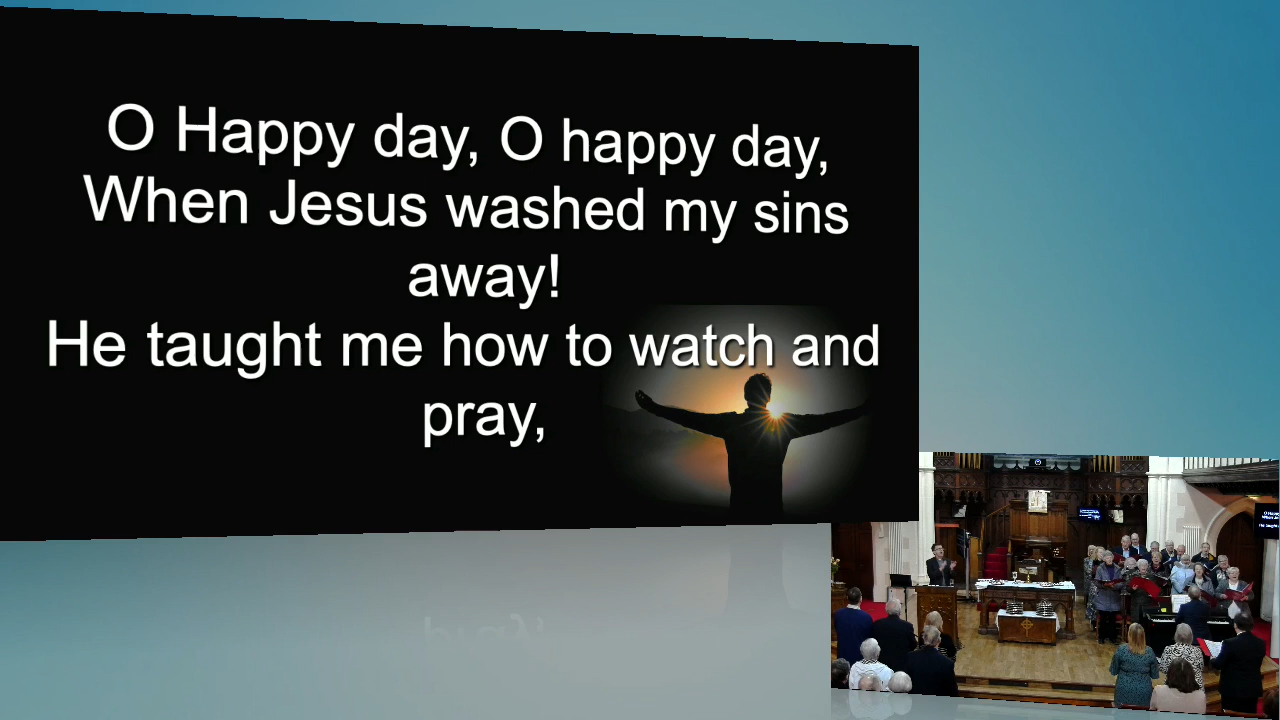 O Happy day, O happy day,
When Jesus washed my sins
away!
He taught me how to watch and
pray,